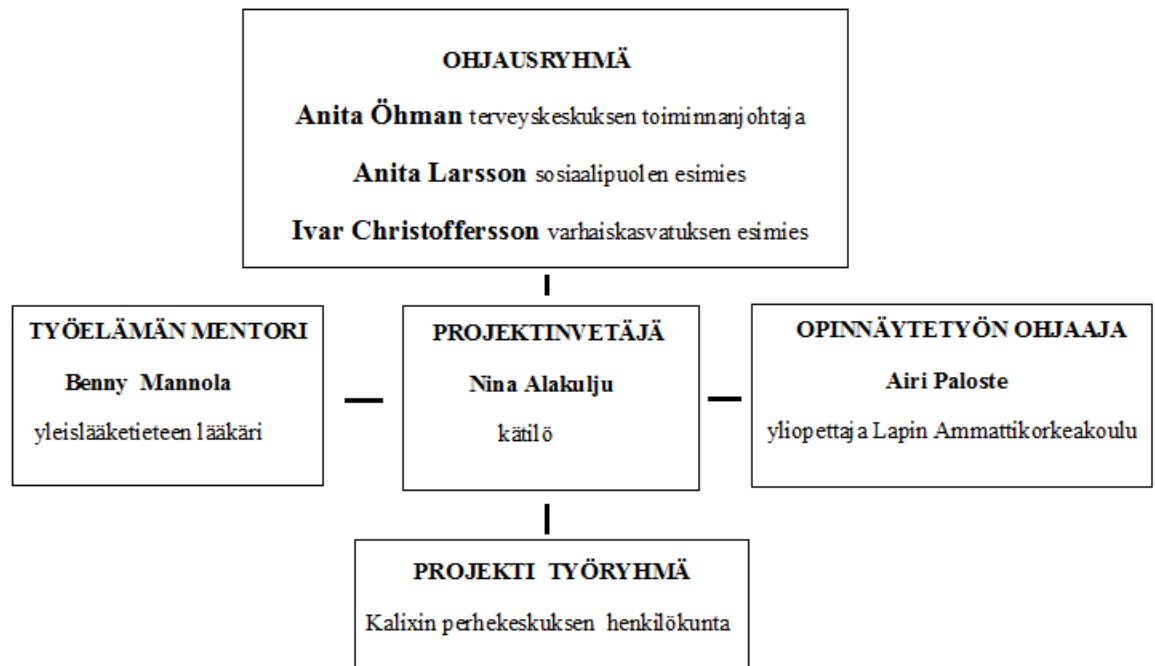 OHJAUSRYHMÄ
Anita Öhman terveyskeskuksen toiminnanjohtaja
Anita Larsson sosiaalipuolen esimies
Ivar Christoffersson varhaiskasvatuksen esimies
TYÖELÄMÄN MENTORI
Benny Mannola
yleislääketieteen lääkäri
PROJEKTINVETÄJÄ
Nina Alakulju
kätilö
OPINNÄYTETYÖN OHJAAJA
Airi Paloste
yliopettaja Lapin Ammattikorkeakoulu
PROJEKTI TYÖRYHMÄ
Kalixin perhekeskuksen henkilökunta